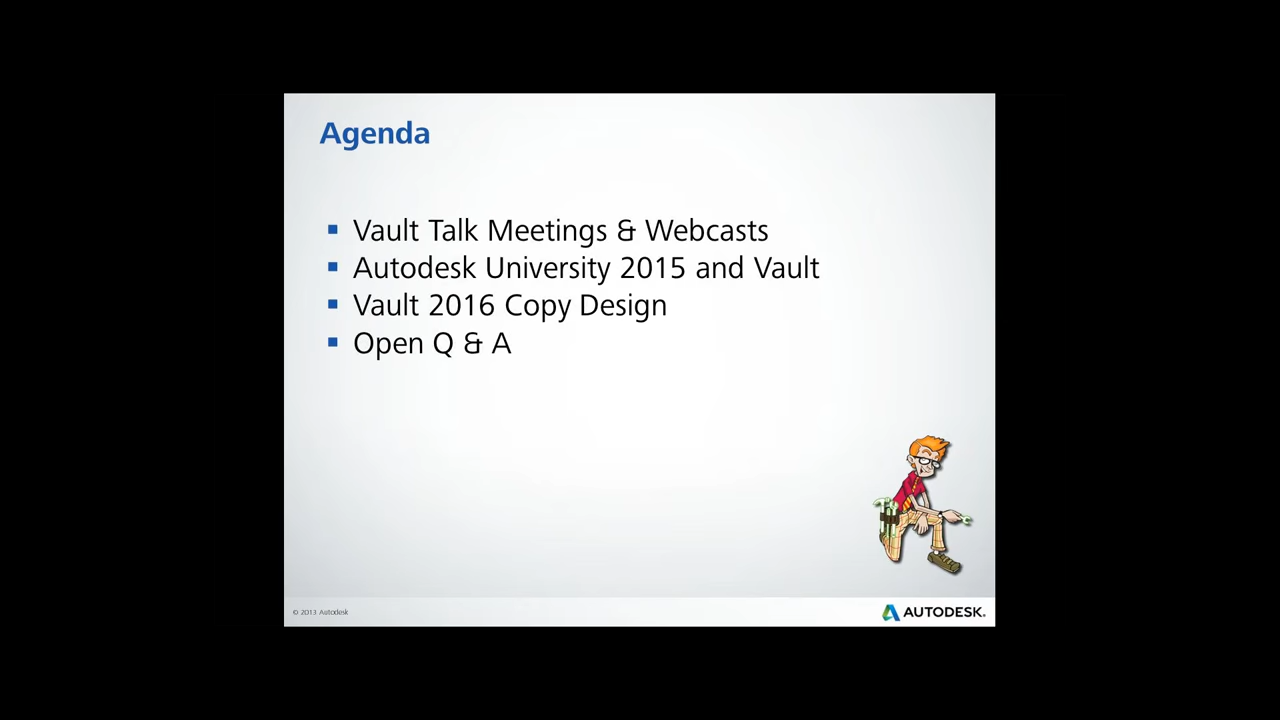 Agenda
▪ Vault Talk Meetings & Webcasts
▪ Autodesk University 2015 and Vault
▪ Vault 2016 Copy Design
▪ Open Q & A
© 2013 Autodesk
AUTODESK.